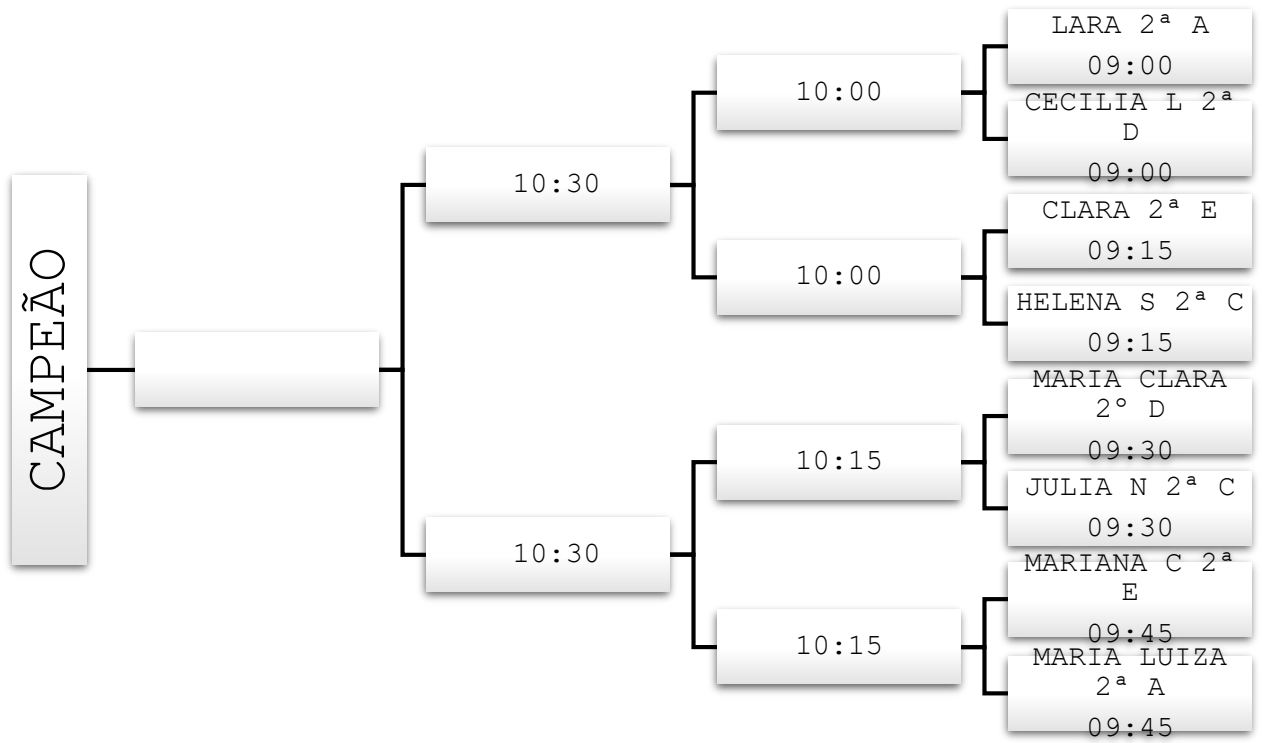 CAMPEÃO
10:30
10:00
LARA 2ª A
09:00
CECILIA L 2ª
D
09:00
10:00
CLARA 2ª E
09:15
HELENA S 2ª C
09:15
10:30
10:15
MARIA CLARA
2º D
09:30
JULIA N 2ª C
09:30
10:15
MARIANA C 2ª
E
09:45
MARIA LUIZA
2ª A
09:45